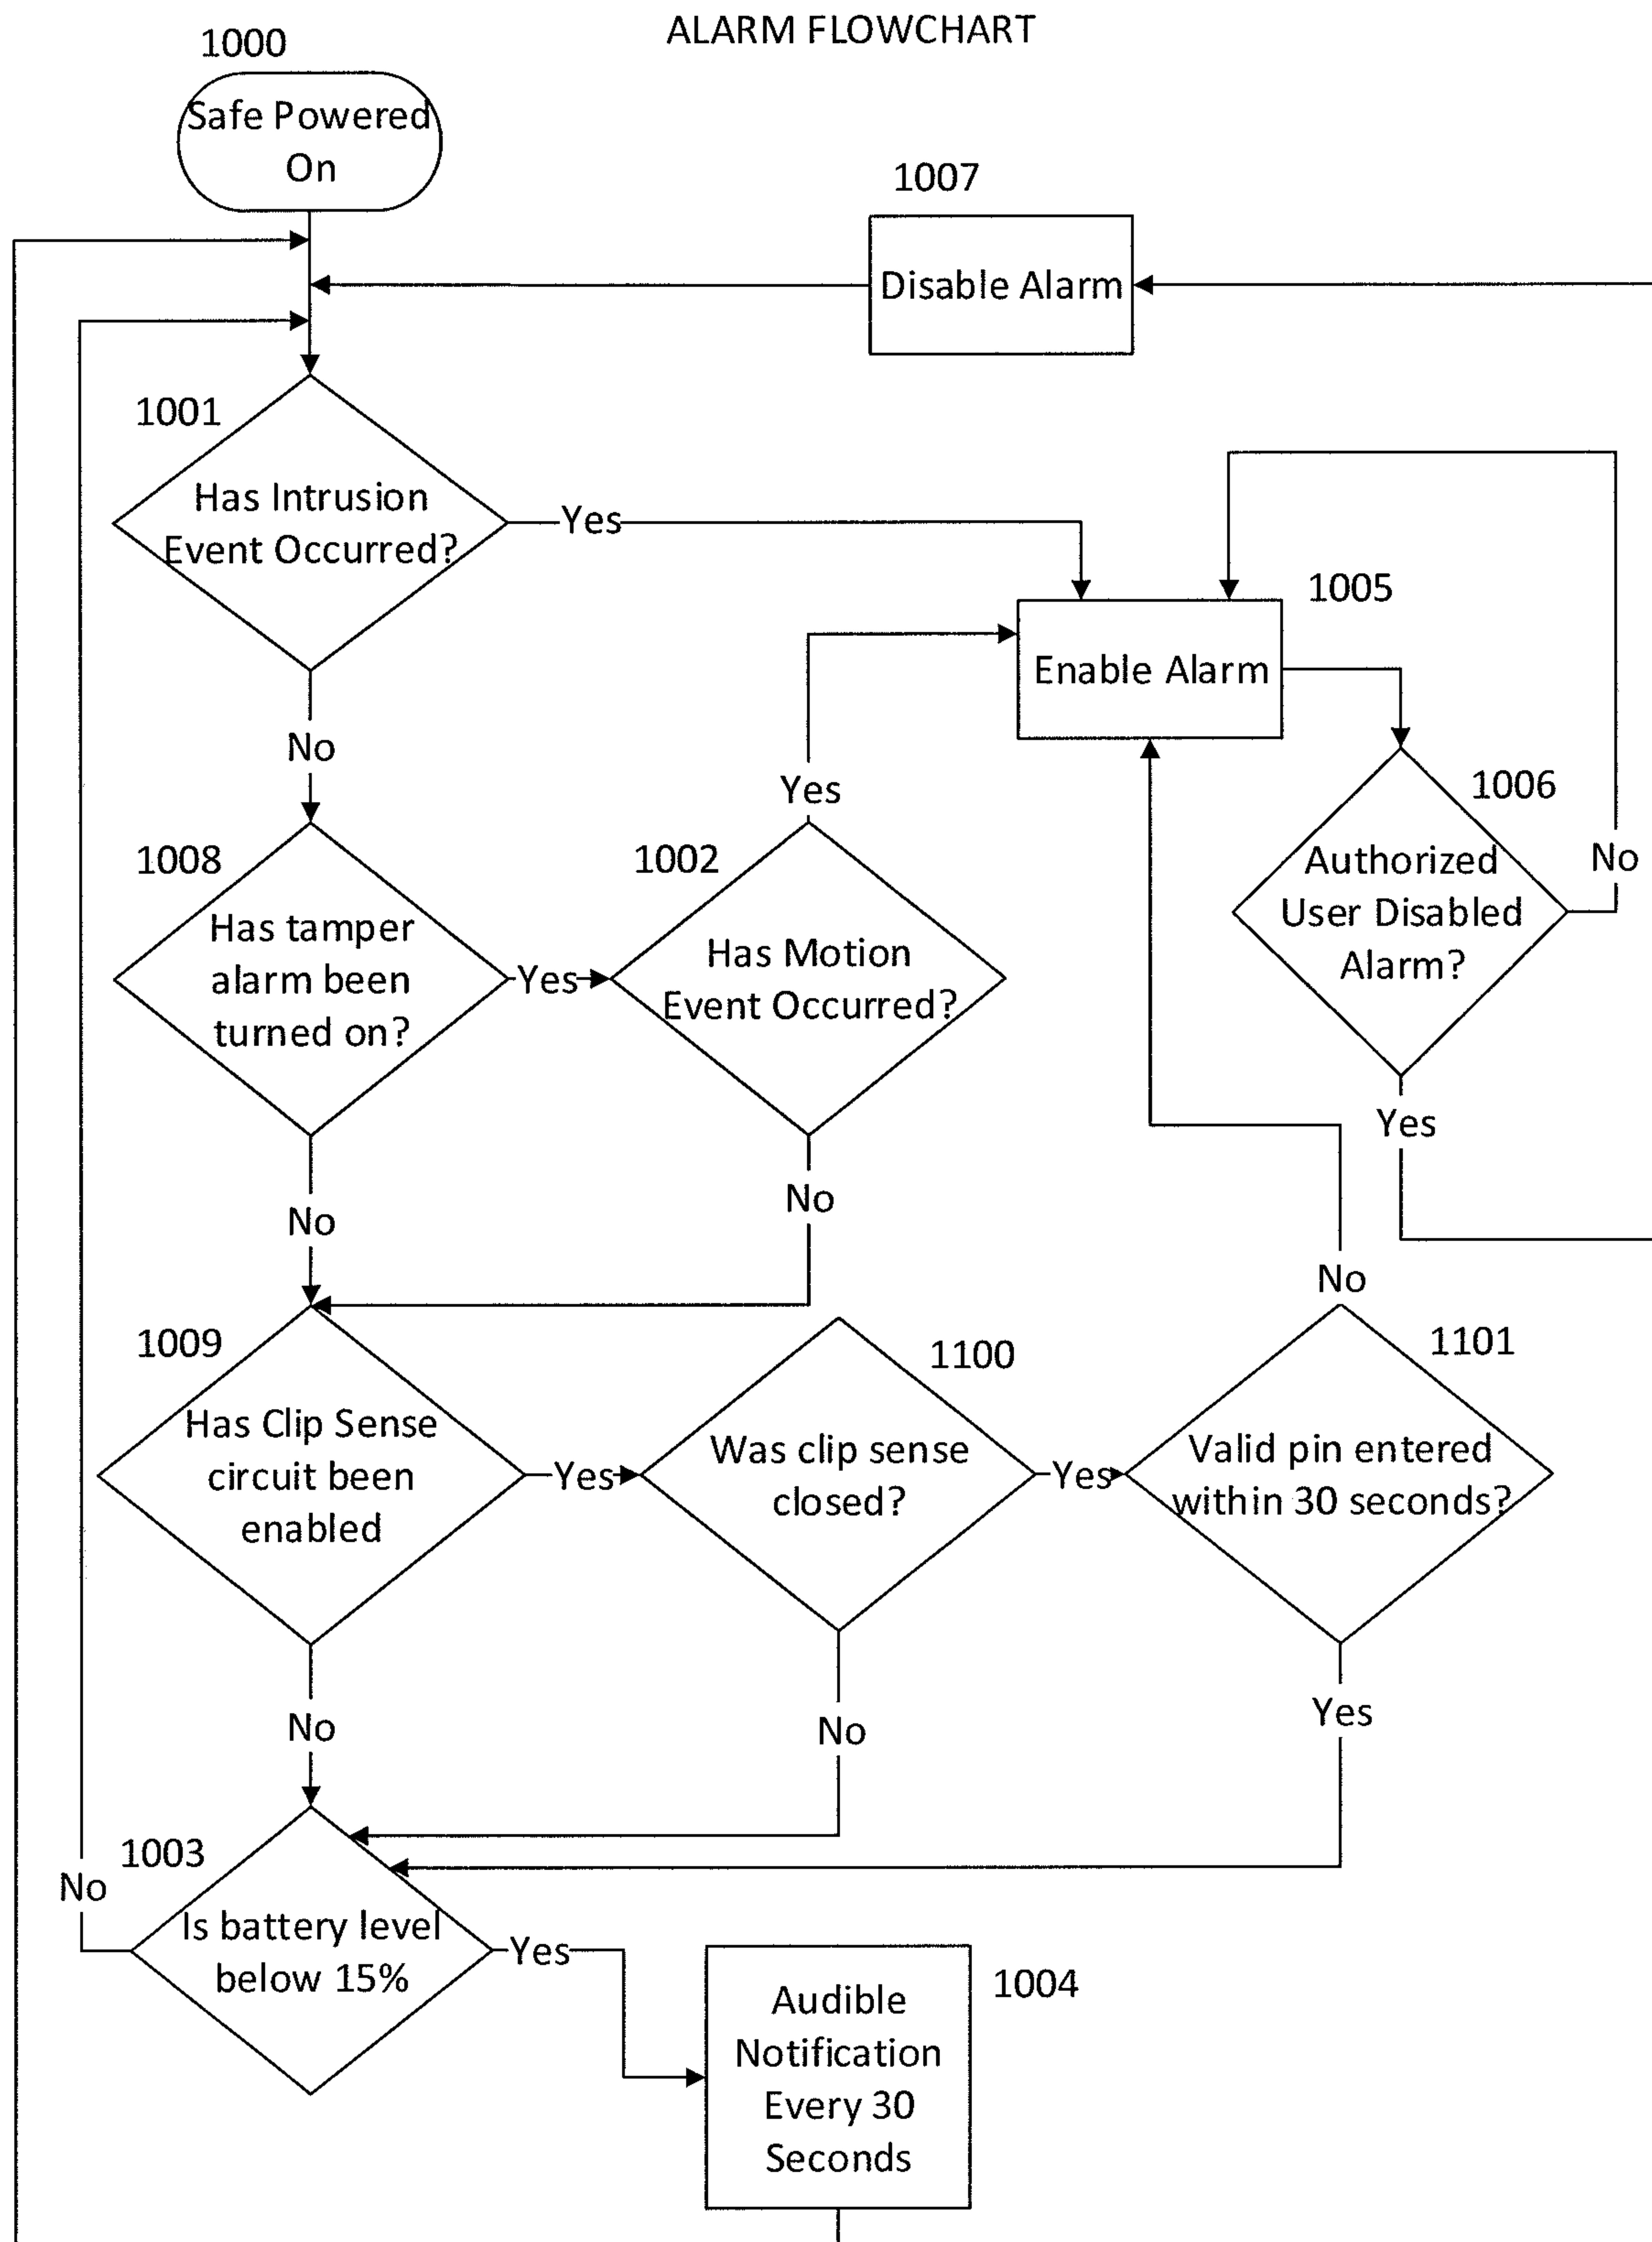 ALARM FLOWCHART
1000
Safe Powered
On
1007
Disable Alarm
1001
Has Intrusion
Event Occurred?
Yes
No
1005
Enable Alarm
1006
Authorized
User Disabled
Alarm?
No
Yes
1008
Has tamper
alarm been
turned on?
Yes
No
1002
Has Motion
Event Occurred?
Yes
No
1009
Has Clip Sense
circuit been
enabled
Yes
No
1100
Was clip sense
closed?
Yes
No
1101
Valid pin entered
within 30 seconds?
No
Yes
1003
Is battery level
below 15%
No
Yes
1004
Audible
Notification
Every 30
Seconds